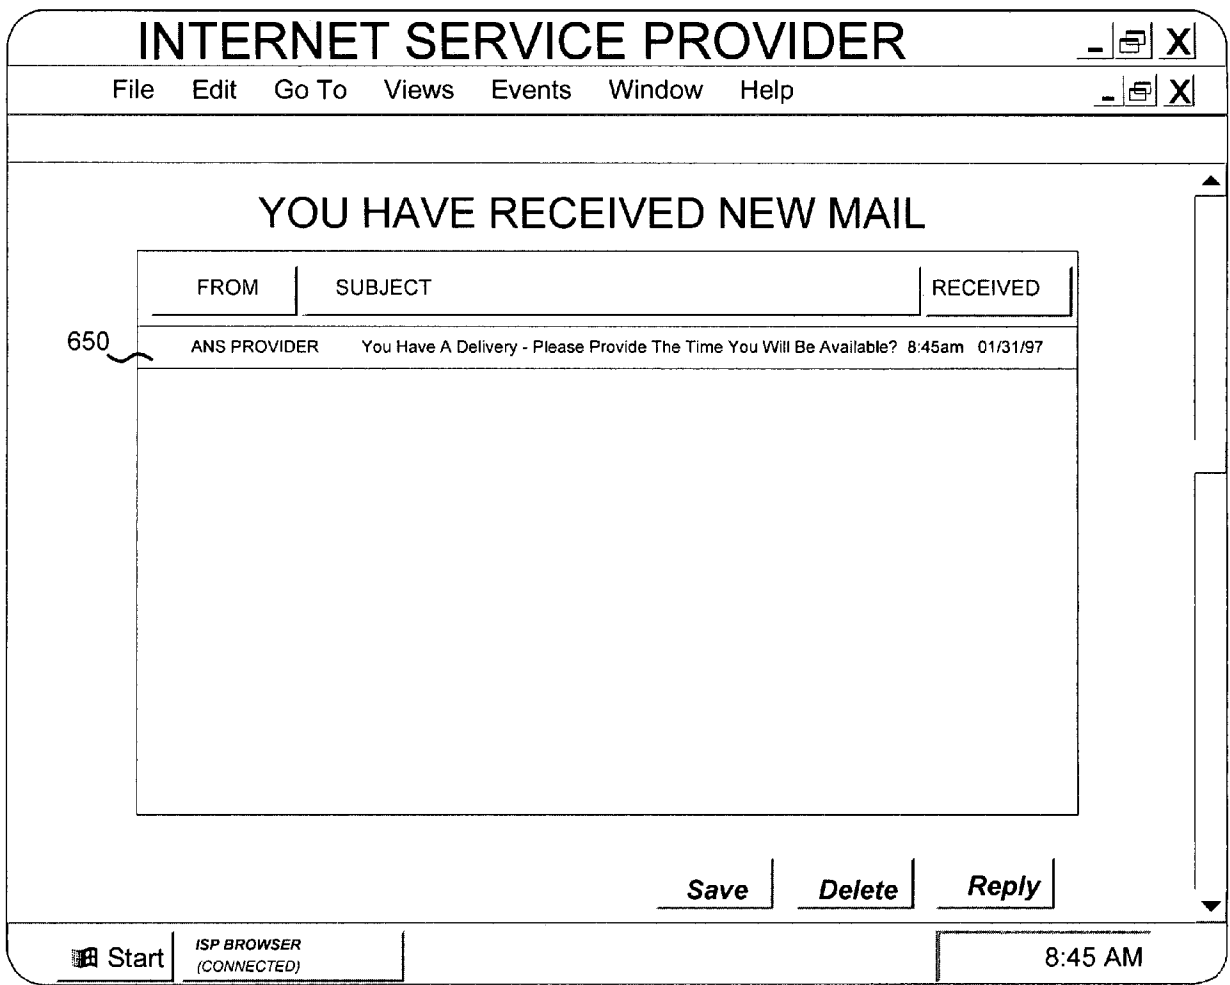 INTERNET SERVICE PROVIDER
File Edit Go To Views Events Window Help
YOU HAVE RECEIVED NEW MAIL
FROM SUBJECT RECEIVED
650 ANS PROVIDER You Have A Delivery - Please Provide The Time You Will Be Available? 8:45am 01/31/97
Save Delete Reply
Start ISP BROWSER
(CONNECTED)
8:45 AM